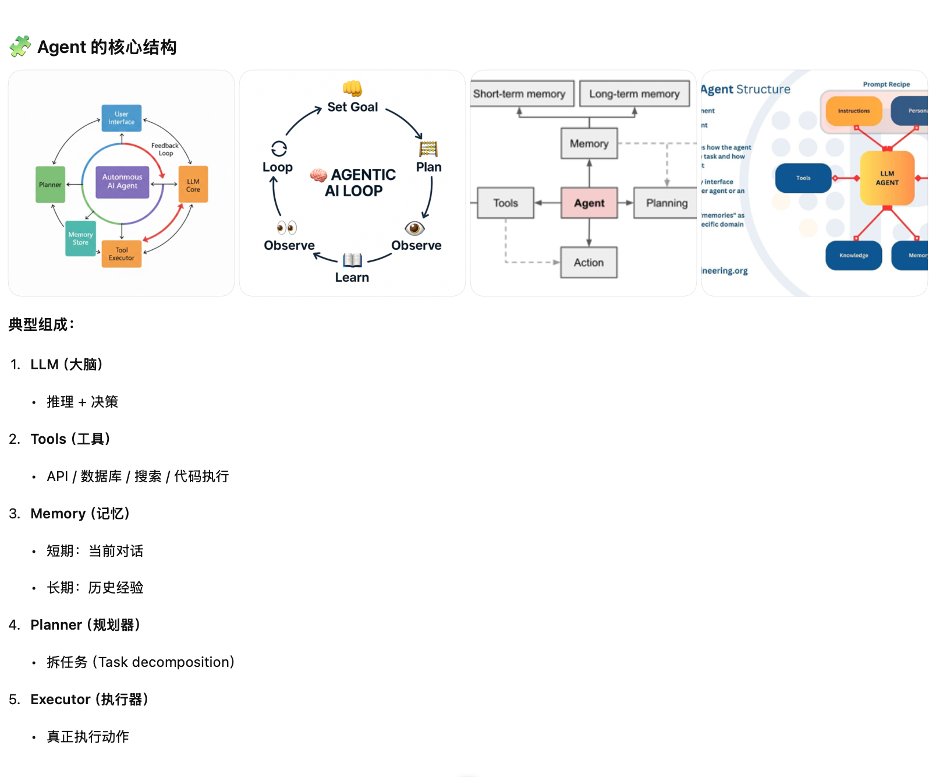 🧩 Agent 的核心结构
User
Interface
Feedback
Loop
Planner
Autonmous
AI Agent
LLM
Core
Memory
Store
Tool
Executor
Set Goal
Loop
Plan
🧠 AGENTIC
AI LOOP
Observe
Observe
Learn
Short-term memory
Long-term memory
Memory
Tools
Agent
Planning
Action
Agent Structure
Prompt Recipe
Instructions
Persona
s how the agent
task and how
Tools
LLM
AGENT
y interface
er agent or an
memories" as
ecific domain
Knowledge
Memor
neering.org
典型组成：
1. LLM（大脑）
• 推理 + 决策
2. Tools（工具）
• API / 数据库 / 搜索 / 代码执行
3. Memory（记忆）
• 短期：当前对话
• 长期：历史经验
4. Planner（规划器）
• 拆任务（Task decomposition）
5. Executor（执行器）
• 真正执行动作